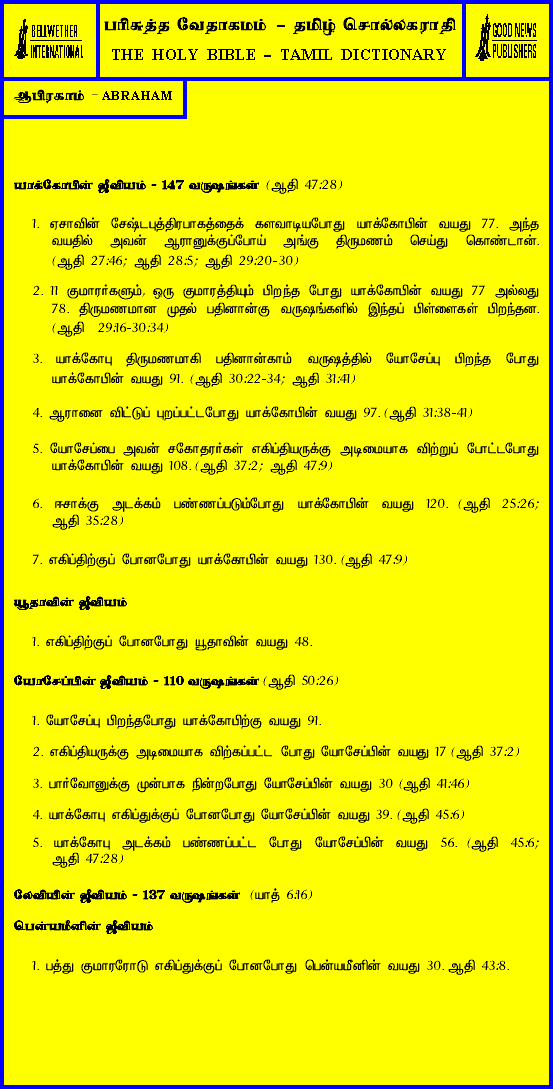 BELLWETHER
INTERNATIONAL
பரிசுத்த வேதாகமம் – தமிழ் சொல்லகராதி
THE HOLY BIBLE – TAMIL DICTIONARY
GOOD NEWS
PUBLISHERS
ஆபிரகாம் – ABRAHAM
யாக்கோபின் ஜீவியம் - 147 வருஷங்கள் (ஆதி 47:28)
1. ஏசாவின் சேஷ்டபுத்திரபாகத்தைக் களவாடியபோது யாக்கோபின் வயது 77. அந்த
வயதில் அவன் ஆரானுக்குப்போய் அங்கு திருமணம் செய்து கொண்டான்.
(ஆதி 27:46; ஆதி 28:5; ஆதி 29:20-30)
2. 11 குமாரர்களும், ஒரு குமாரத்தியும் பிறந்த போது யாக்கோபின் வயது 77 அல்லது
78. திருமணமான முதல் பதினான்கு வருஷங்களில் இந்தப் பிள்ளைகள் பிறந்தன.
(ஆதி 29:16-30:34)
3. யாக்கோபு திருமணமாகி பதினான்காம் வருஷத்தில் யோசேப்பு பிறந்த போது
யாக்கோபின் வயது 91. (ஆதி 30:22-34; ஆதி 31:41)
4. ஆரானை விட்டுப் புறப்பட்டபோது யாக்கோபின் வயது 97. (ஆதி 31:38-41)
5. யோசேப்பை அவன் சகோதரர்கள் எகிப்தியருக்கு அடிமையாக விற்றுப் போட்டபோது
யாக்கோபின் வயது 108. (ஆதி 37:2; ஆதி 47:9)
6. ஈசாக்கு அடக்கம் பண்ணப்படும்போது யாக்கோபின் வயது 120. (ஆதி 25:26;
ஆதி 35:28)
7. எகிப்திற்குப் போனபோது யாக்கோபின் வயது 130. (ஆதி 47:9)
யூதாவின் ஜீவியம்
1. எகிப்திற்குப் போனபோது யூதாவின் வயது 48.
யோசேப்பின் ஜீவியம் - 110 வருஷங்கள் (ஆதி 50:26)
1. யோசேப்பு பிறந்தபோது யாக்கோபிற்கு வயது 91.
2. எகிப்தியருக்கு அடிமையாக விற்கப்பட்ட போது யோசேப்பின் வயது 17 (ஆதி 37:2)
3. பார்வோனுக்கு முன்பாக நின்றபோது யோசேப்பின் வயது 30 (ஆதி 41:46)
4. யாக்கோபு எகிப்துக்குப் போனபோது யோசேப்பின் வயது 39. (ஆதி 45:6)
5. யாக்கோபு அடக்கம் பண்ணப்பட்ட போது யோசேப்பின் வயது 56. (ஆதி 45:6;
ஆதி 47:28)
லேவியின் ஜீவியம் - 137 வருஷங்கள் (யாத் 6:16)
பென்யமீனின் ஜீவியம்
1. பத்து குமாரரோடு எகிப்துக்குப் போனபோது பென்யமீனின் வயது 30. ஆதி 43:8.